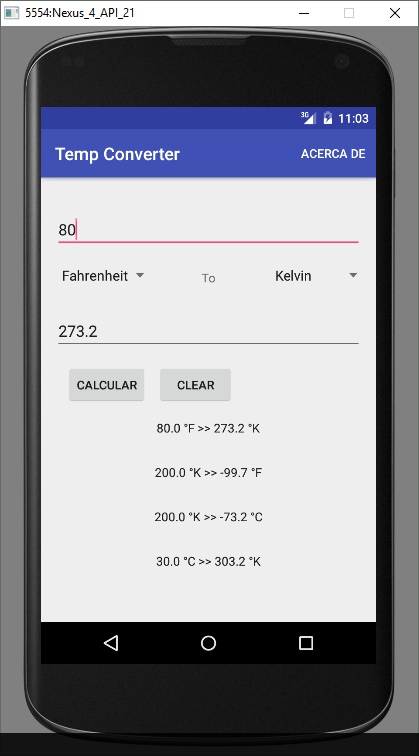 5554:Nexus_4_API_21
3G 11:03
Temp Converter ACERCA DE
80
Fahrenheit To Kelvin
273.2
CALCULAR CLEAR
80.0 °F >> 273.2 °K
200.0 °K >> -99.7 °F
200.0 °K >> -73.2 °C
30.0 °C >> 303.2 °K